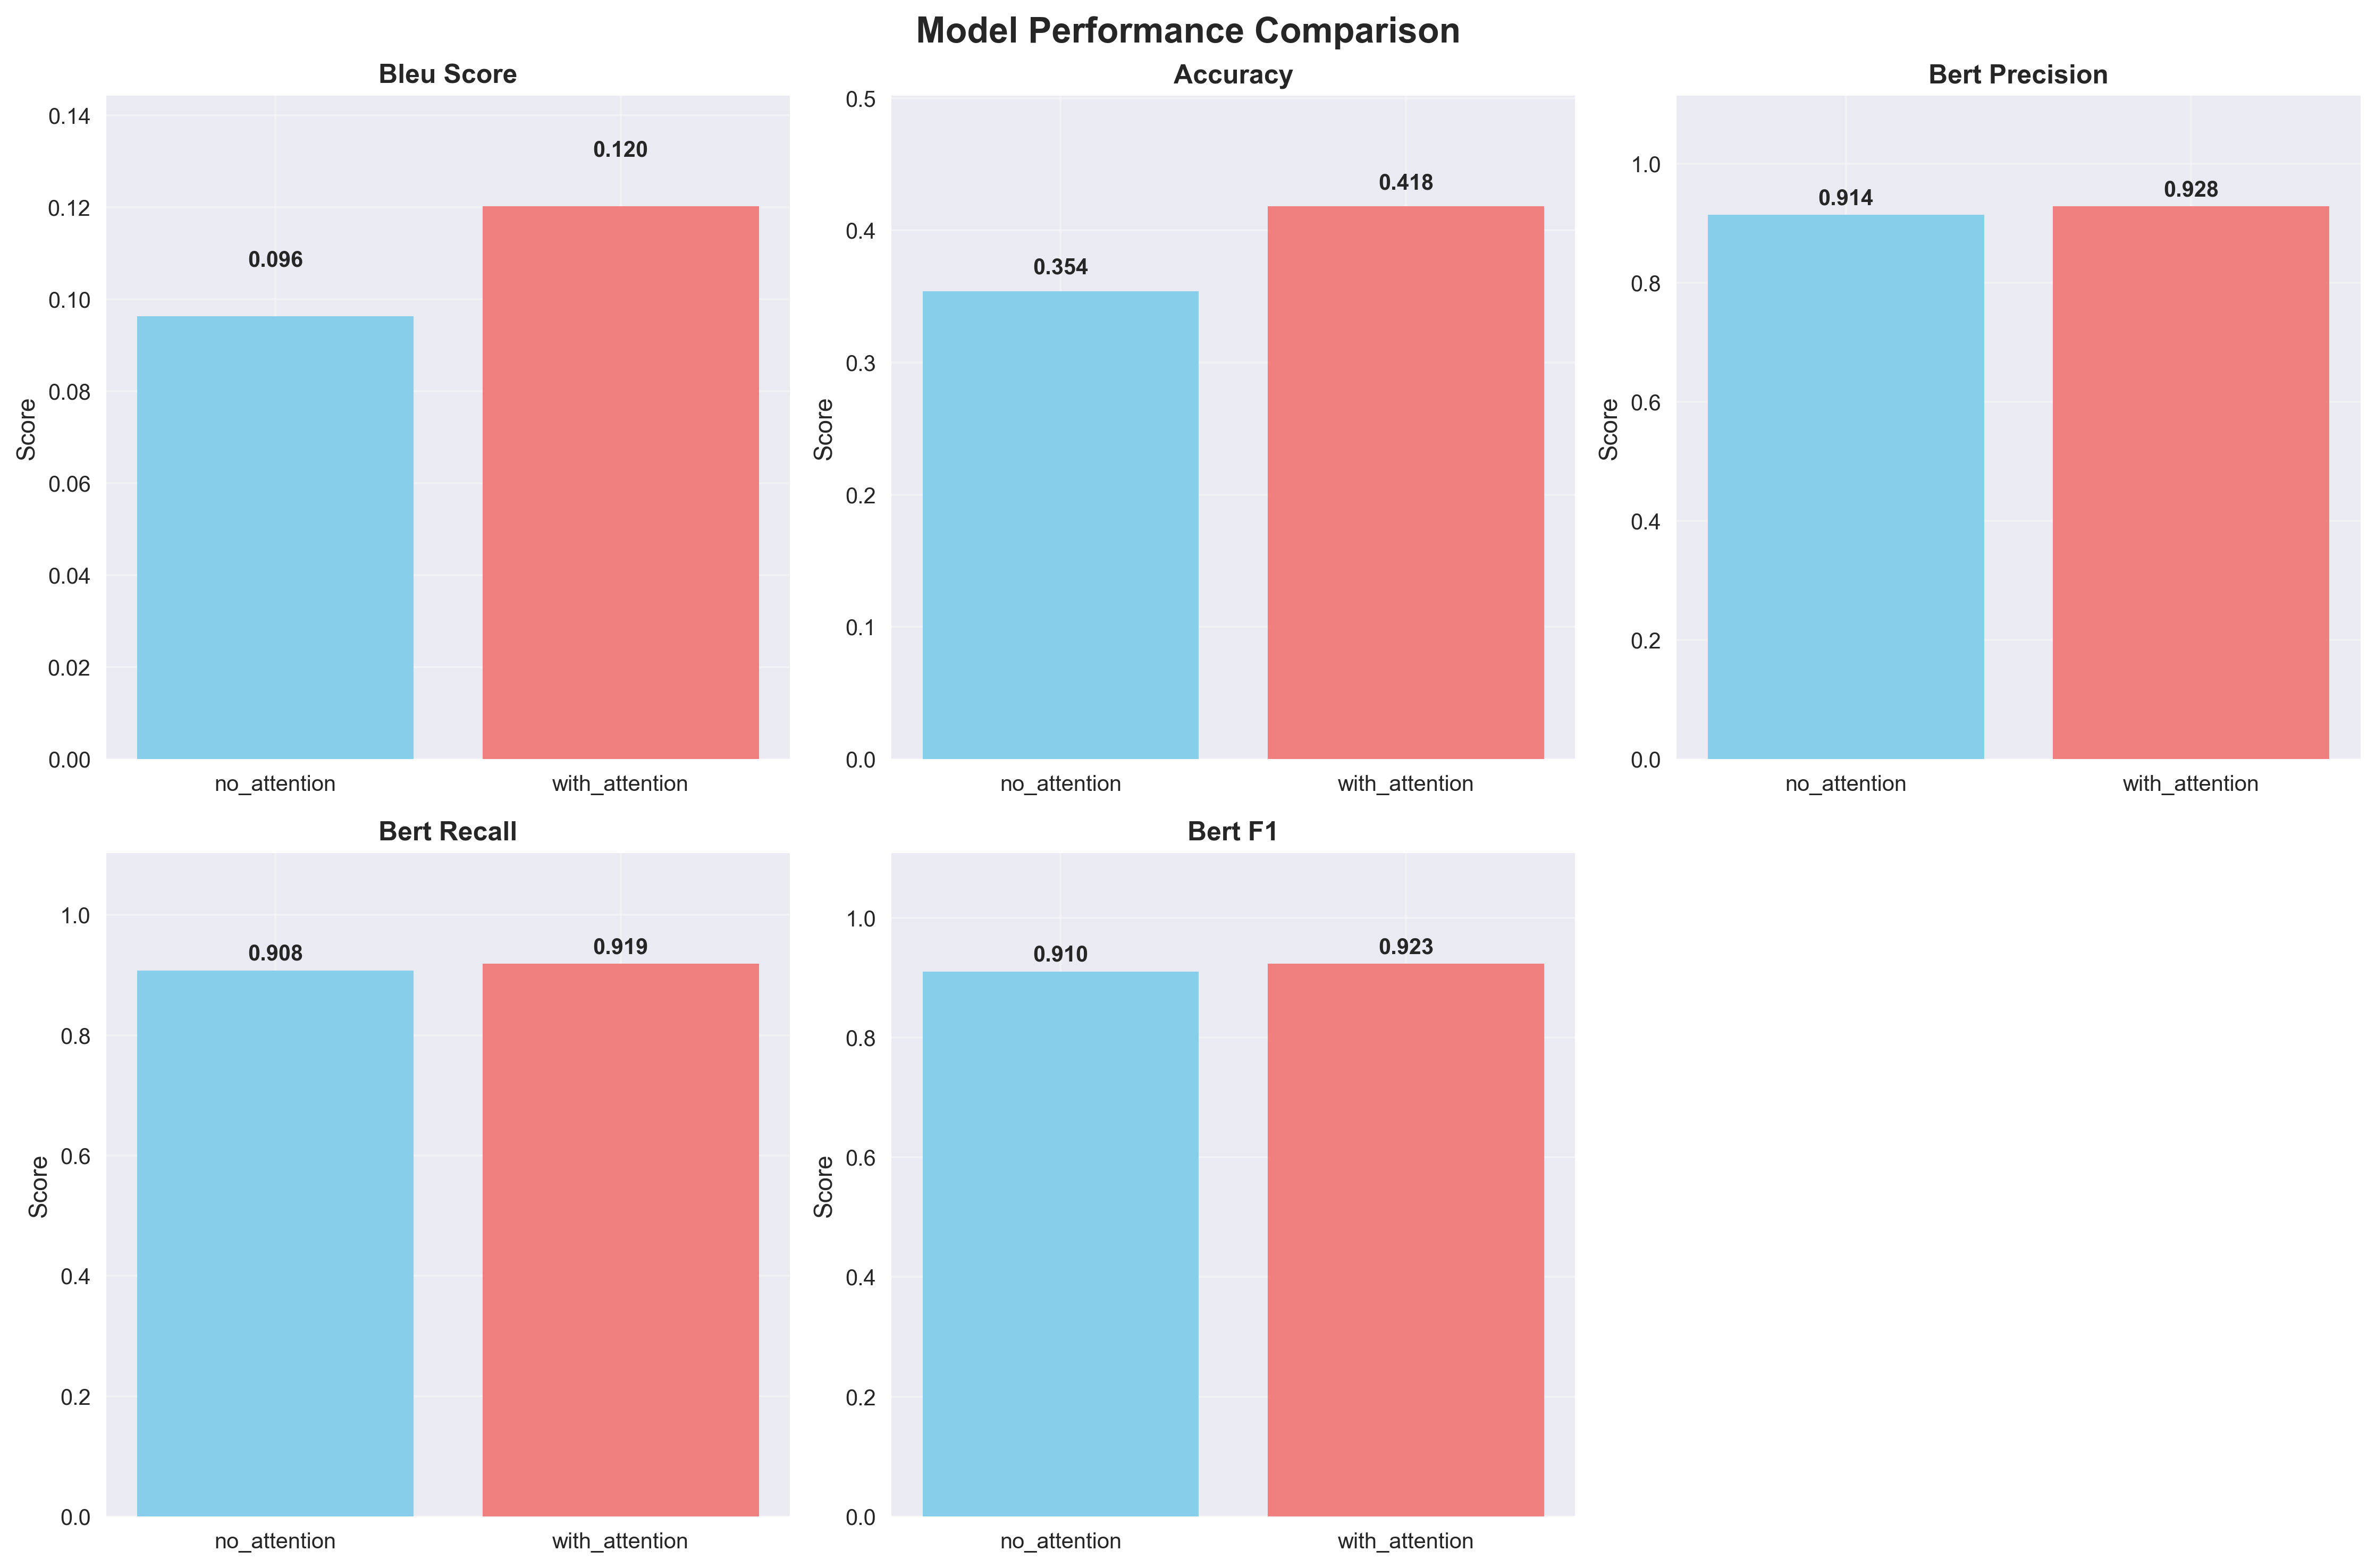 Model Performance Comparison
Bleu Score
0.14
0.12
0.10
0.08
0.06
0.04
0.02
0.00
Score
0.096
0.120
no_attention
with_attention
Accuracy
0.5
0.4
0.3
0.2
0.1
0.0
Score
0.354
0.418
no_attention
with_attention
Bert Precision
1.0
0.8
0.6
0.4
0.2
0.0
Score
0.914
0.928
no_attention
with_attention
Bert Recall
1.0
0.8
0.6
0.4
0.2
0.0
Score
0.908
0.919
no_attention
with_attention
Bert F1
1.0
0.8
0.6
0.4
0.2
0.0
Score
0.910
0.923
no_attention
with_attention